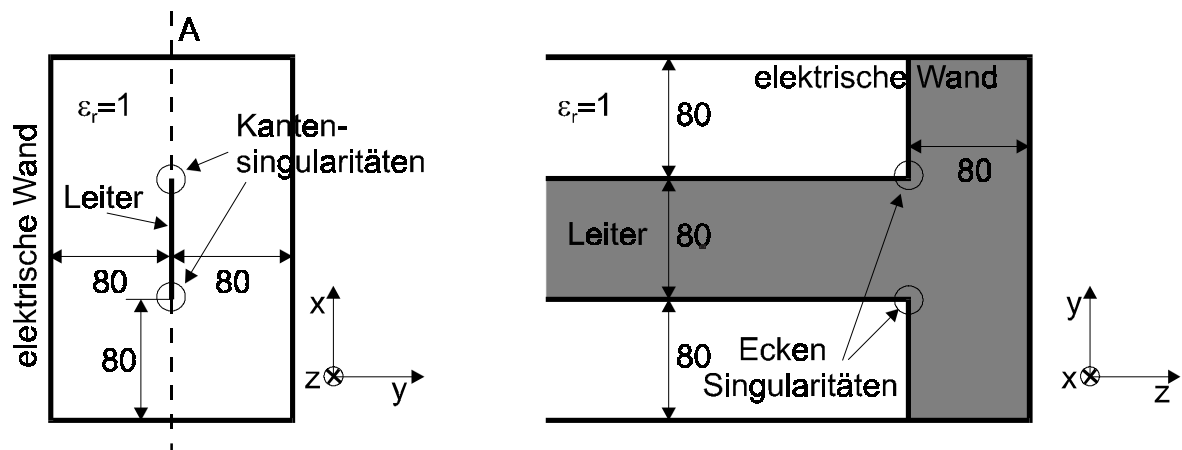 A
εr=1
Kanten-
singularitäten
elektrische Wand
Leiter
80
80
80
x
z
y
elektrische Wand
εr=1
80
80
Leiter
80
80
Ecken
Singularitäten
y
x
z